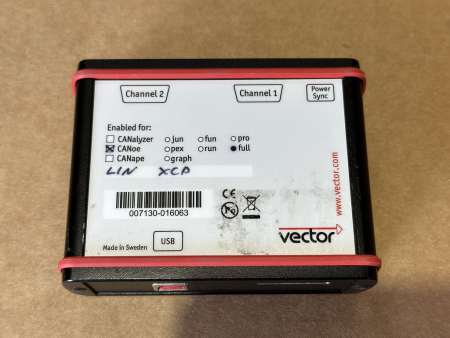 Channel 2
Channel 1
Power
Sync
Enabled for:
CANalyzer jun fun pro
CANoe pex run full
CANape graph
LIN XCP
007130-016063
CE
Pb
Made in Sweden
USB
vector
www.vector.com